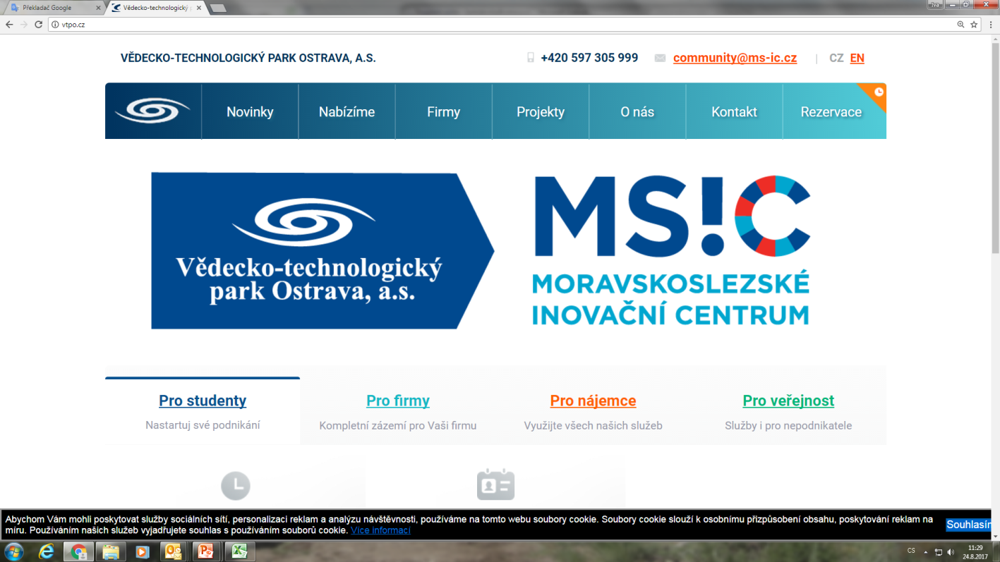 Překladač Google
Vědecko-technologický p
Iva
vtpo.cz
VĚDECKO-TECHNOLOGICKÝ PARK OSTRAVA, A.S.
+420 597 305 999
community@ms-ic.cz
| CZ EN
Novinky
Nabízíme
Firmy
Projekty
O nás
Kontakt
Rezervace
Vědecko-technologický
park Ostrava, a.s.
MS!C
MORAVSKOSLEZSKÉ
INOVAČNÍ CENTRUM
Pro studenty
Nastartuj své podnikání
Pro firmy
Kompletní zázemí pro Vaši firmu
Pro nájemce
Využijte všech našich služeb
Pro veřejnost
Služby i pro nepodnikatele
Abychom Vám mohli poskytovat služby sociálních sítí, personalizaci reklam a analýzu návštěvnosti, používáme na tomto webu soubory cookie. Soubory cookie slouží k osobnímu přizpůsobení obsahu, poskytování reklam na
míru. Používáním našich služeb vyjadřujete souhlas s používáním souborů cookie. Více informací
Souhlasím
CS
11:29
24.8.2017